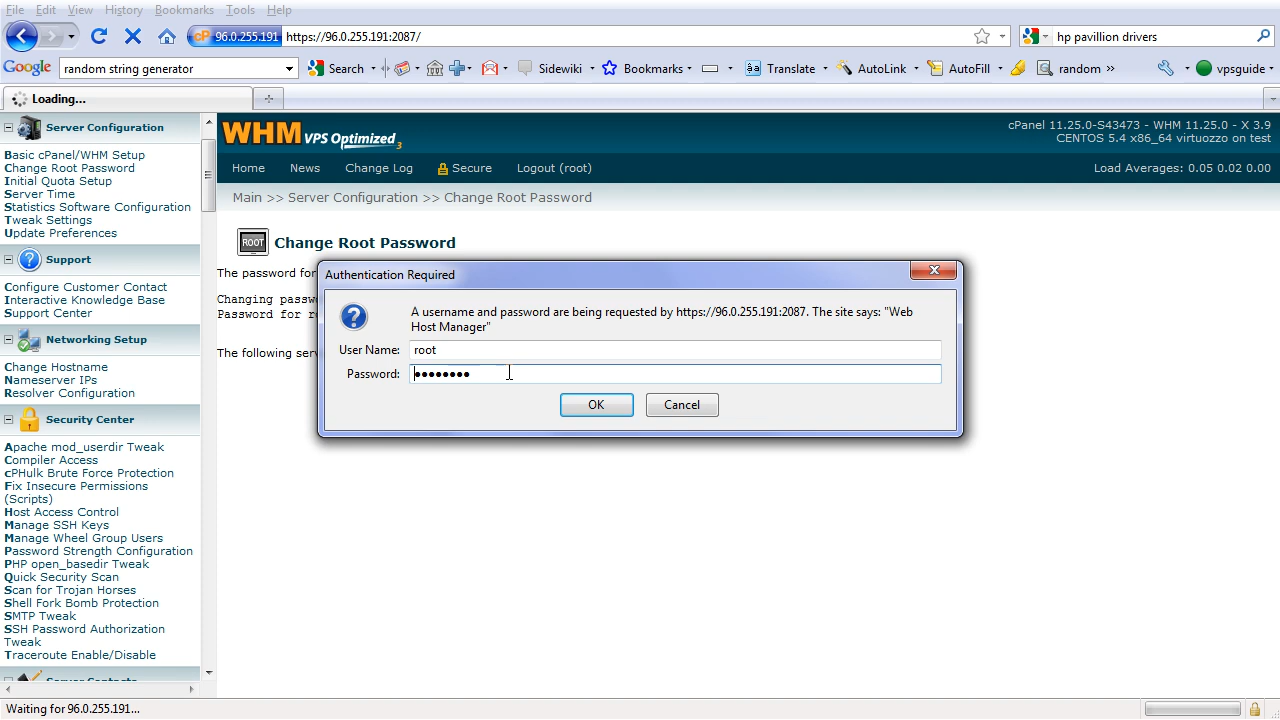 File Edit View History Bookmarks Tools Help
cP 96.0.255.191 https://96.0.255.191:2087/ hp pavillion drivers
Google random string generator Search Sidewiki Bookmarks Translate AutoLink AutoFill random » vpsguide
Loading...
Server Configuration
Basic cPanel/WHM Setup
Change Root Password
Initial Quota Setup
Server Time
Statistics Software Configuration
Tweak Settings
Update Preferences
Support
Configure Customer Contact
Interactive Knowledge Base
Support Center
Networking Setup
Change Hostname
Nameserver IPs
Resolver Configuration
Security Center
Apache mod_userdir Tweak
Compiler Access
cPHulk Brute Force Protection
Fix Insecure Permissions
(Scripts)
Host Access Control
Manage SSH Keys
Manage Wheel Group Users
Password Strength Configuration
PHP open_basedir Tweak
Quick Security Scan
Scan for Trojan Horses
Shell Fork Bomb Protection
SMTP Tweak
SSH Password Authorization
Tweak
Traceroute Enable/Disable
Server Contacts
WHM VPS Optimized 3
cPanel 11.25.0-S43473 - WHM 11.25.0 - X 3.9
CENTOS 5.4 x86_64 virtuozzo on test
Home News Change Log Secure Logout (root) Load Averages: 0.05 0.02 0.00
Main >> Server Configuration >> Change Root Password
ROOT Change Root Password
The password for
Changing passw
Password for r
The following serv
Authentication Required
A username and password are being requested by https://96.0.255.191:2087. The site says: "Web
Host Manager"
User Name: root
Password: ••••••••
OK Cancel
Waiting for 96.0.255.191...